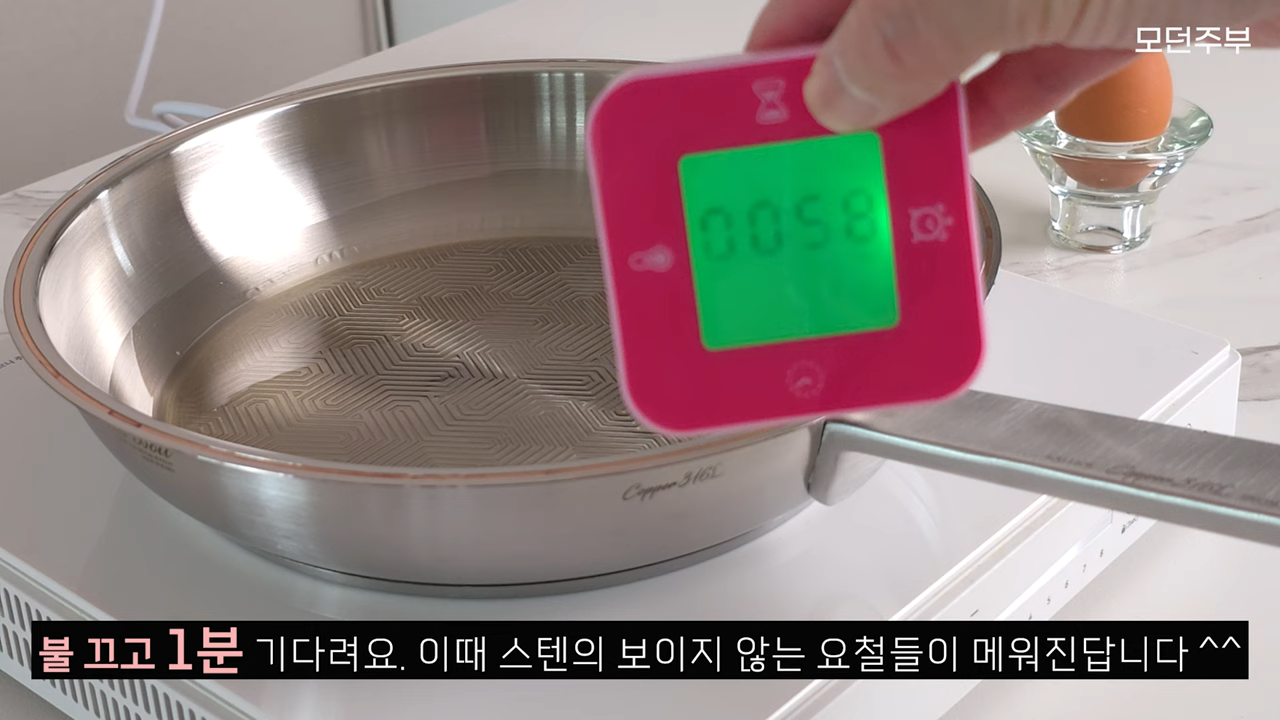 모던주부
0058
Copper 316L
불 끄고 1분 기다려요. 이때 스텐의 보이지 않는 요철들이 메워진답니다 ^^